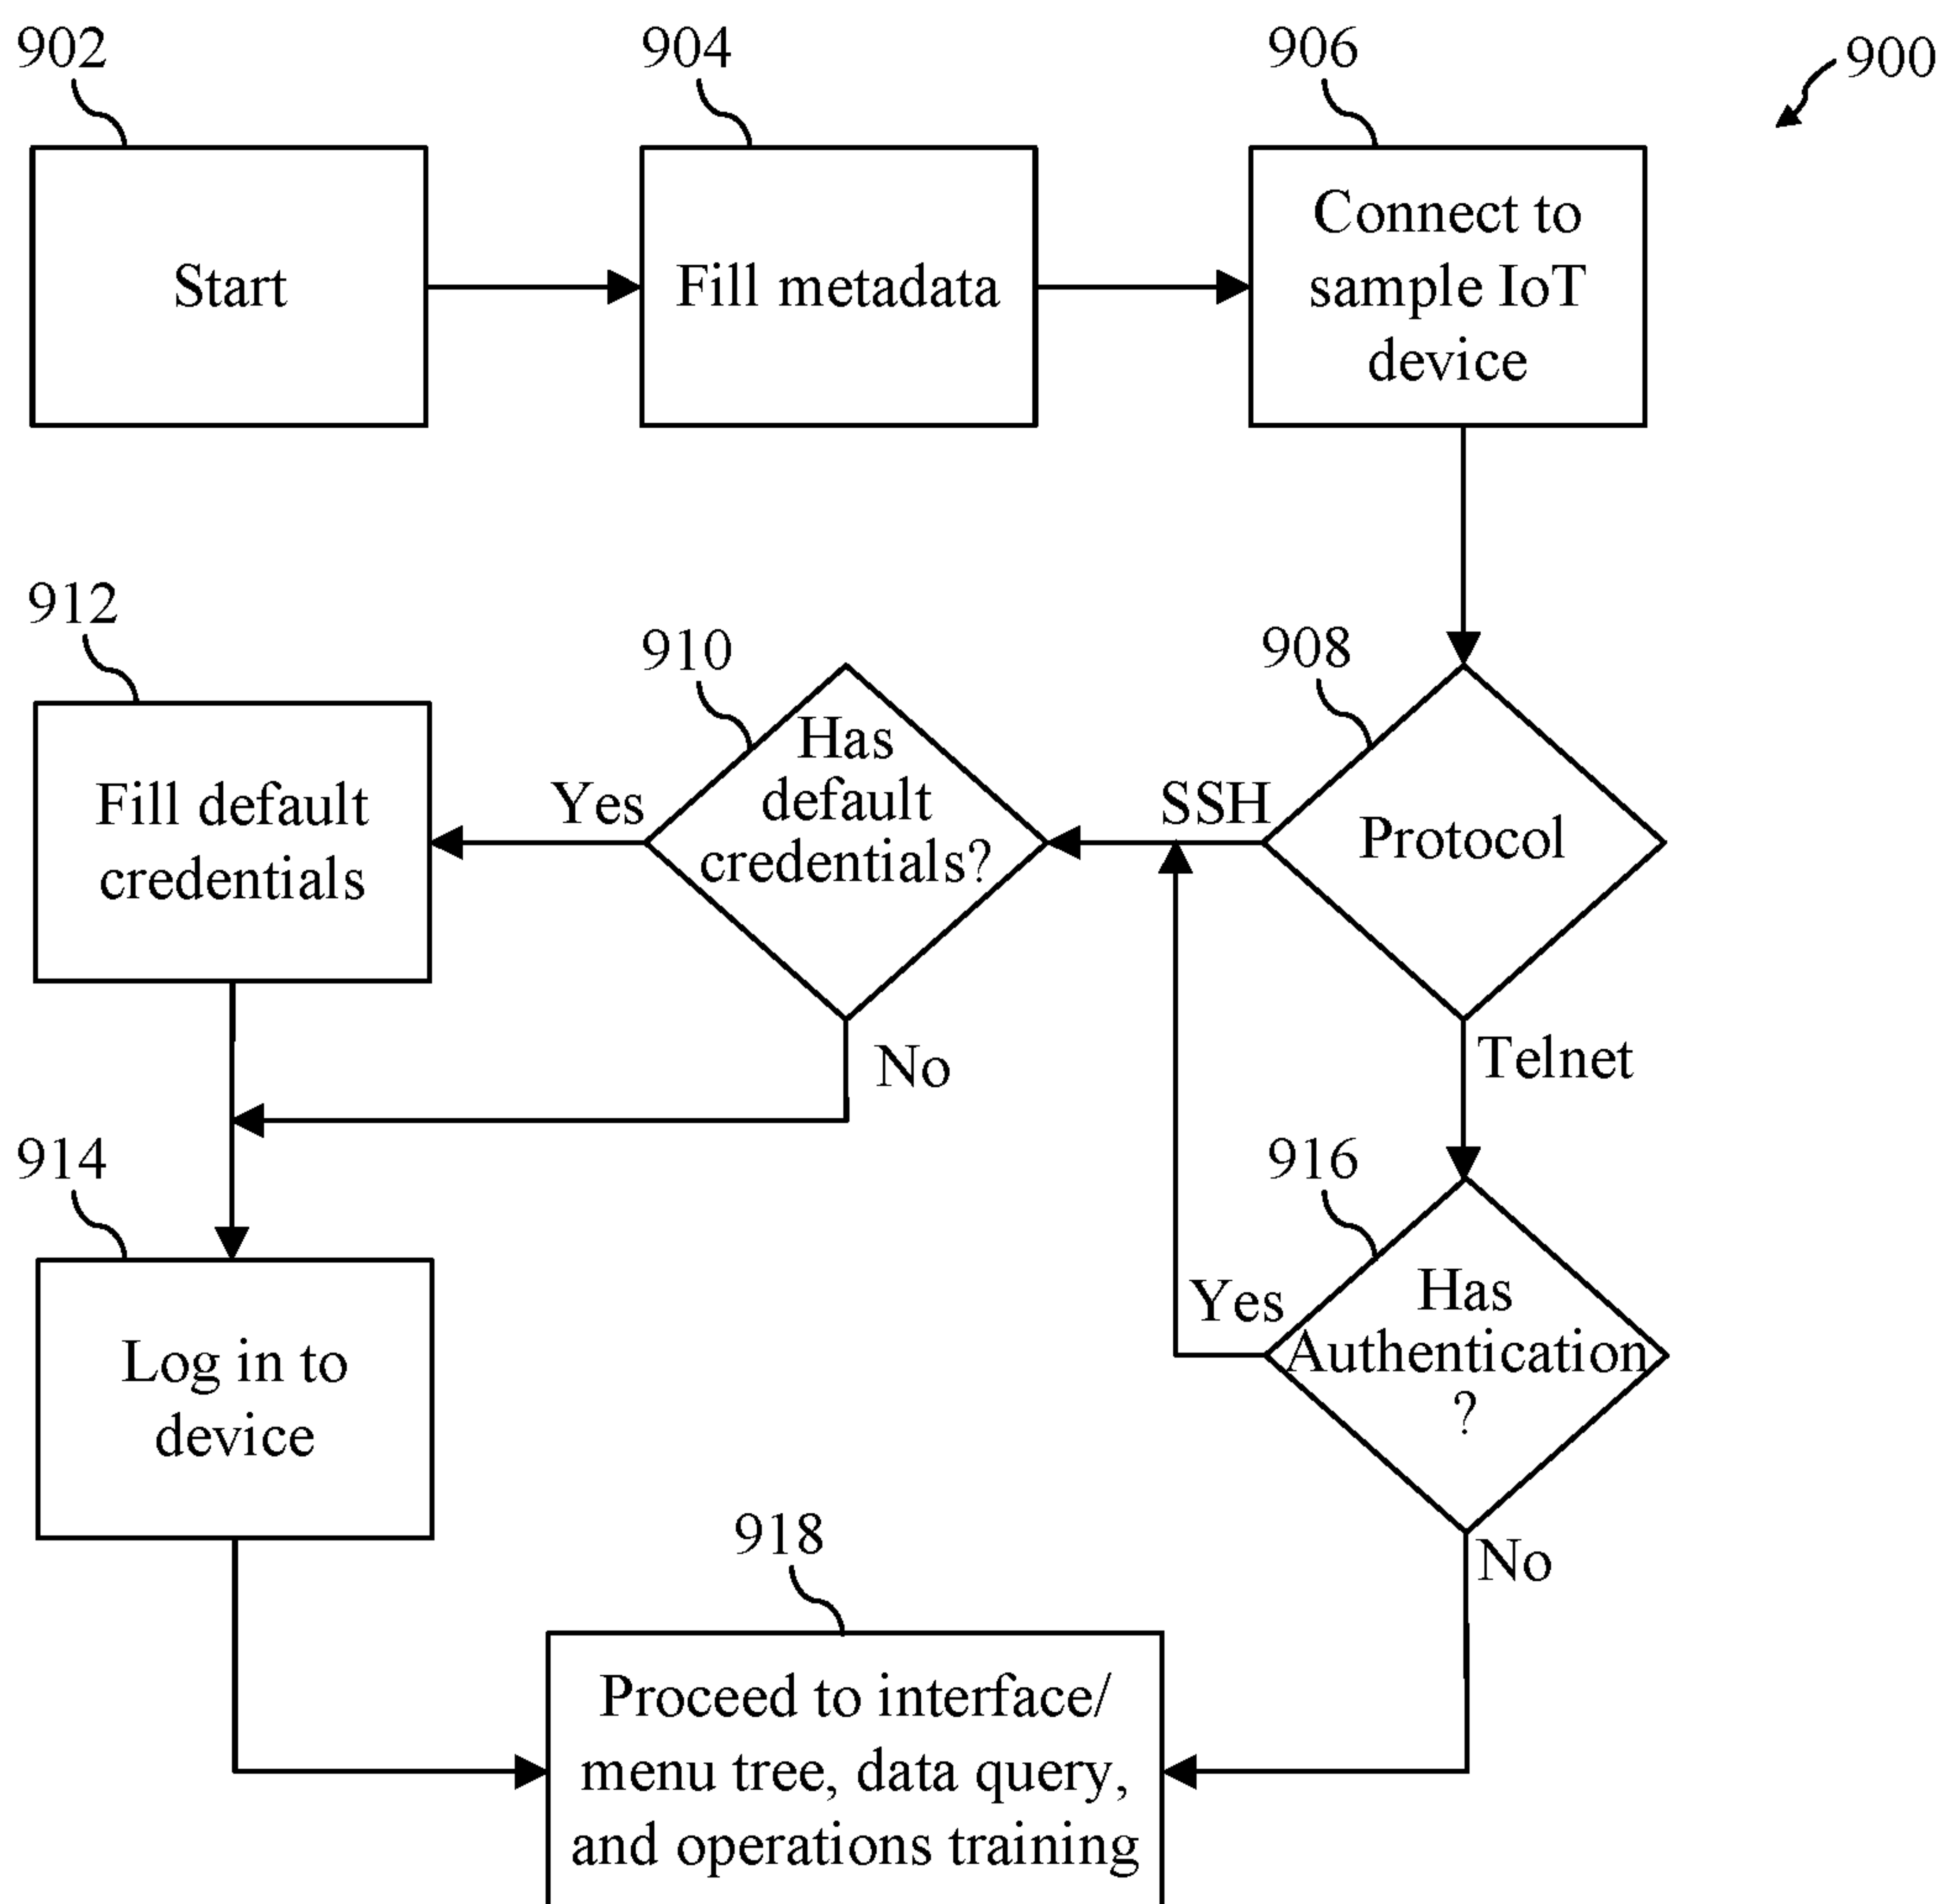 902
904
906
900
Start
Fill metadata
Connect to
sample IoT
device
912
910
908
Fill default
credentials
Yes
Has
default
credentials?
SSH
Protocol
No
Telnet
914
916
Log in to
device
Yes
Has
Authentication
?
918
No
Proceed to interface/
menu tree, data query,
and operations training